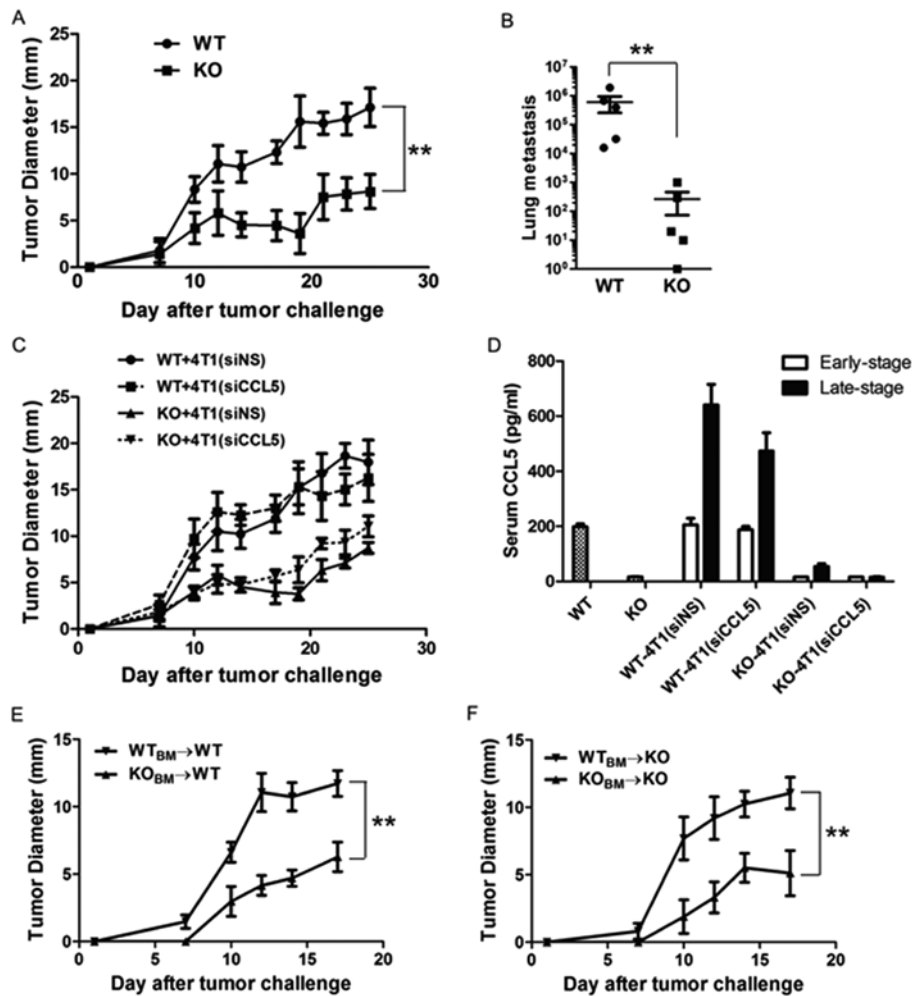 A
WT
KO
Tumor Diameter (mm)
25
20
15
10
5
0
**
0
10
20
30
Day after tumor challenge
B
**
Lung metastasis
10⁷
10⁶
10⁵
10⁴
10³
10²
10¹
10⁰
WT
KO
C
WT+4T1(siNS)
WT+4T1(siCCL5)
KO+4T1(siNS)
KO+4T1(siCCL5)
Tumor Diameter (mm)
25
20
15
10
5
0
0
10
20
30
Day after tumor challenge
D
Early-stage
Late-stage
Serum CCL5 (pg/ml)
800
600
400
200
0
WT
KO
WT-4T1(siNS)
WT-4T1(siCCL5)
KO-4T1(siNS)
KO-4T1(siCCL5)
E
WT_BM→WT
KO_BM→WT
Tumor Diameter (mm)
15
10
5
0
**
0
5
10
15
20
Day after tumor challenge
F
WT_BM→KO
KO_BM→KO
Tumor Diameter (mm)
15
10
5
0
**
0
5
10
15
20
Day after tumor challenge